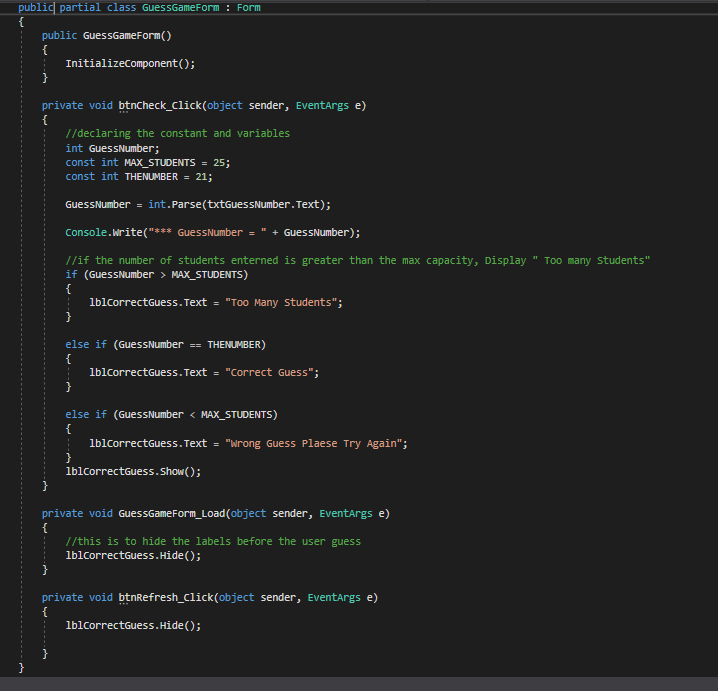 public partial class GuessGameForm : Form
{
public GuessGameForm()
{
InitializeComponent();
}
private void btnCheck_Click(object sender, EventArgs e)
{
//declaring the constant and variables
int GuessNumber;
const int MAX_STUDENTS = 25;
const int THENUMBER = 21;
GuessNumber = int.Parse(txtGuessNumber.Text);
Console.Write("*** GuessNumber = " + GuessNumber);
//if the number of students enterned is greater than the max capacity, Display " Too many Students"
if (GuessNumber > MAX_STUDENTS)
{
lblCorrectGuess.Text = "Too Many Students";
}
else if (GuessNumber == THENUMBER)
{
lblCorrectGuess.Text = "Correct Guess";
}
else if (GuessNumber < MAX_STUDENTS)
{
lblCorrectGuess.Text = "Wrong Guess Plaese Try Again";
}
lblCorrectGuess.Show();
}
private void GuessGameForm_Load(object sender, EventArgs e)
{
//this is to hide the labels before the user guess
lblCorrectGuess.Hide();
}
private void btnRefresh_Click(object sender, EventArgs e)
{
lblCorrectGuess.Hide();
}
}